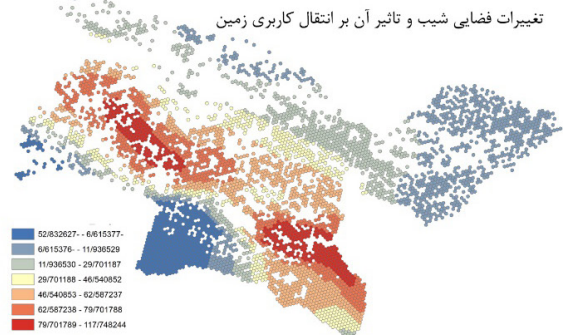 تغییرات فضایی شیب و تاثیر آن بر انتقال کاربری زمین
52/832627- - 6/615377-
6/615376- - 11/936529
11/936530 - 29/701187
29/701188 - 46/540852
46/540853 - 62/587237
62/587238 - 79/701788
79/701789 - 117/748244